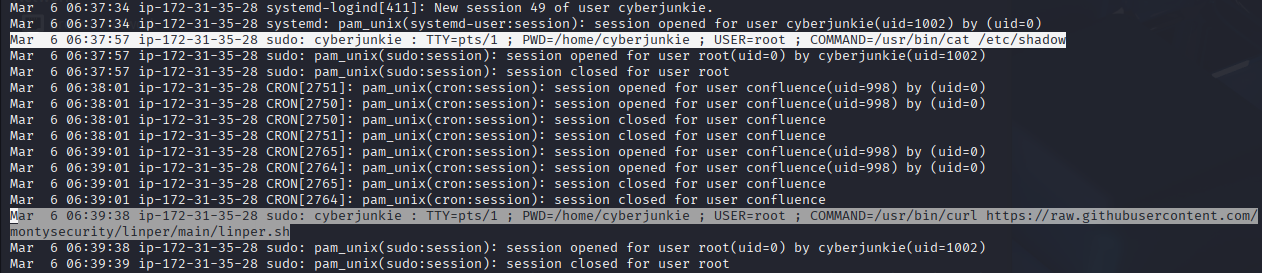 Mar  6 06:37:34 ip-172-31-35-28 systemd-logind[411]: New session 49 of user cyberjunkie.
Mar  6 06:37:34 ip-172-31-35-28 systemd: pam_unix(systemd-user:session): session opened for user cyberjunkie(uid=1002) by (uid=0)
Mar  6 06:37:57 ip-172-31-35-28 sudo: cyberjunkie : TTY=pts/1 ; PWD=/home/cyberjunkie ; USER=root ; COMMAND=/usr/bin/cat /etc/shadow
Mar  6 06:37:57 ip-172-31-35-28 sudo: pam_unix(sudo:session): session opened for user root(uid=0) by cyberjunkie(uid=1002)
Mar  6 06:37:57 ip-172-31-35-28 sudo: pam_unix(sudo:session): session closed for user root
Mar  6 06:38:01 ip-172-31-35-28 CRON[2751]: pam_unix(cron:session): session opened for user confluence(uid=998) by (uid=0)
Mar  6 06:38:01 ip-172-31-35-28 CRON[2750]: pam_unix(cron:session): session opened for user confluence(uid=998) by (uid=0)
Mar  6 06:38:01 ip-172-31-35-28 CRON[2750]: pam_unix(cron:session): session closed for user confluence
Mar  6 06:38:01 ip-172-31-35-28 CRON[2751]: pam_unix(cron:session): session closed for user confluence
Mar  6 06:39:01 ip-172-31-35-28 CRON[2765]: pam_unix(cron:session): session opened for user confluence(uid=998) by (uid=0)
Mar  6 06:39:01 ip-172-31-35-28 CRON[2764]: pam_unix(cron:session): session opened for user confluence(uid=998) by (uid=0)
Mar  6 06:39:01 ip-172-31-35-28 CRON[2765]: pam_unix(cron:session): session closed for user confluence
Mar  6 06:39:01 ip-172-31-35-28 CRON[2764]: pam_unix(cron:session): session closed for user confluence
Mar  6 06:39:38 ip-172-31-35-28 sudo: cyberjunkie : TTY=pts/1 ; PWD=/home/cyberjunkie ; USER=root ; COMMAND=/usr/bin/curl https://raw.githubusercontent.com/
montysecurity/linper/main/linper.sh
Mar  6 06:39:38 ip-172-31-35-28 sudo: pam_unix(sudo:session): session opened for user root(uid=0) by cyberjunkie(uid=1002)
Mar  6 06:39:39 ip-172-31-35-28 sudo: pam_unix(sudo:session): session closed for user root